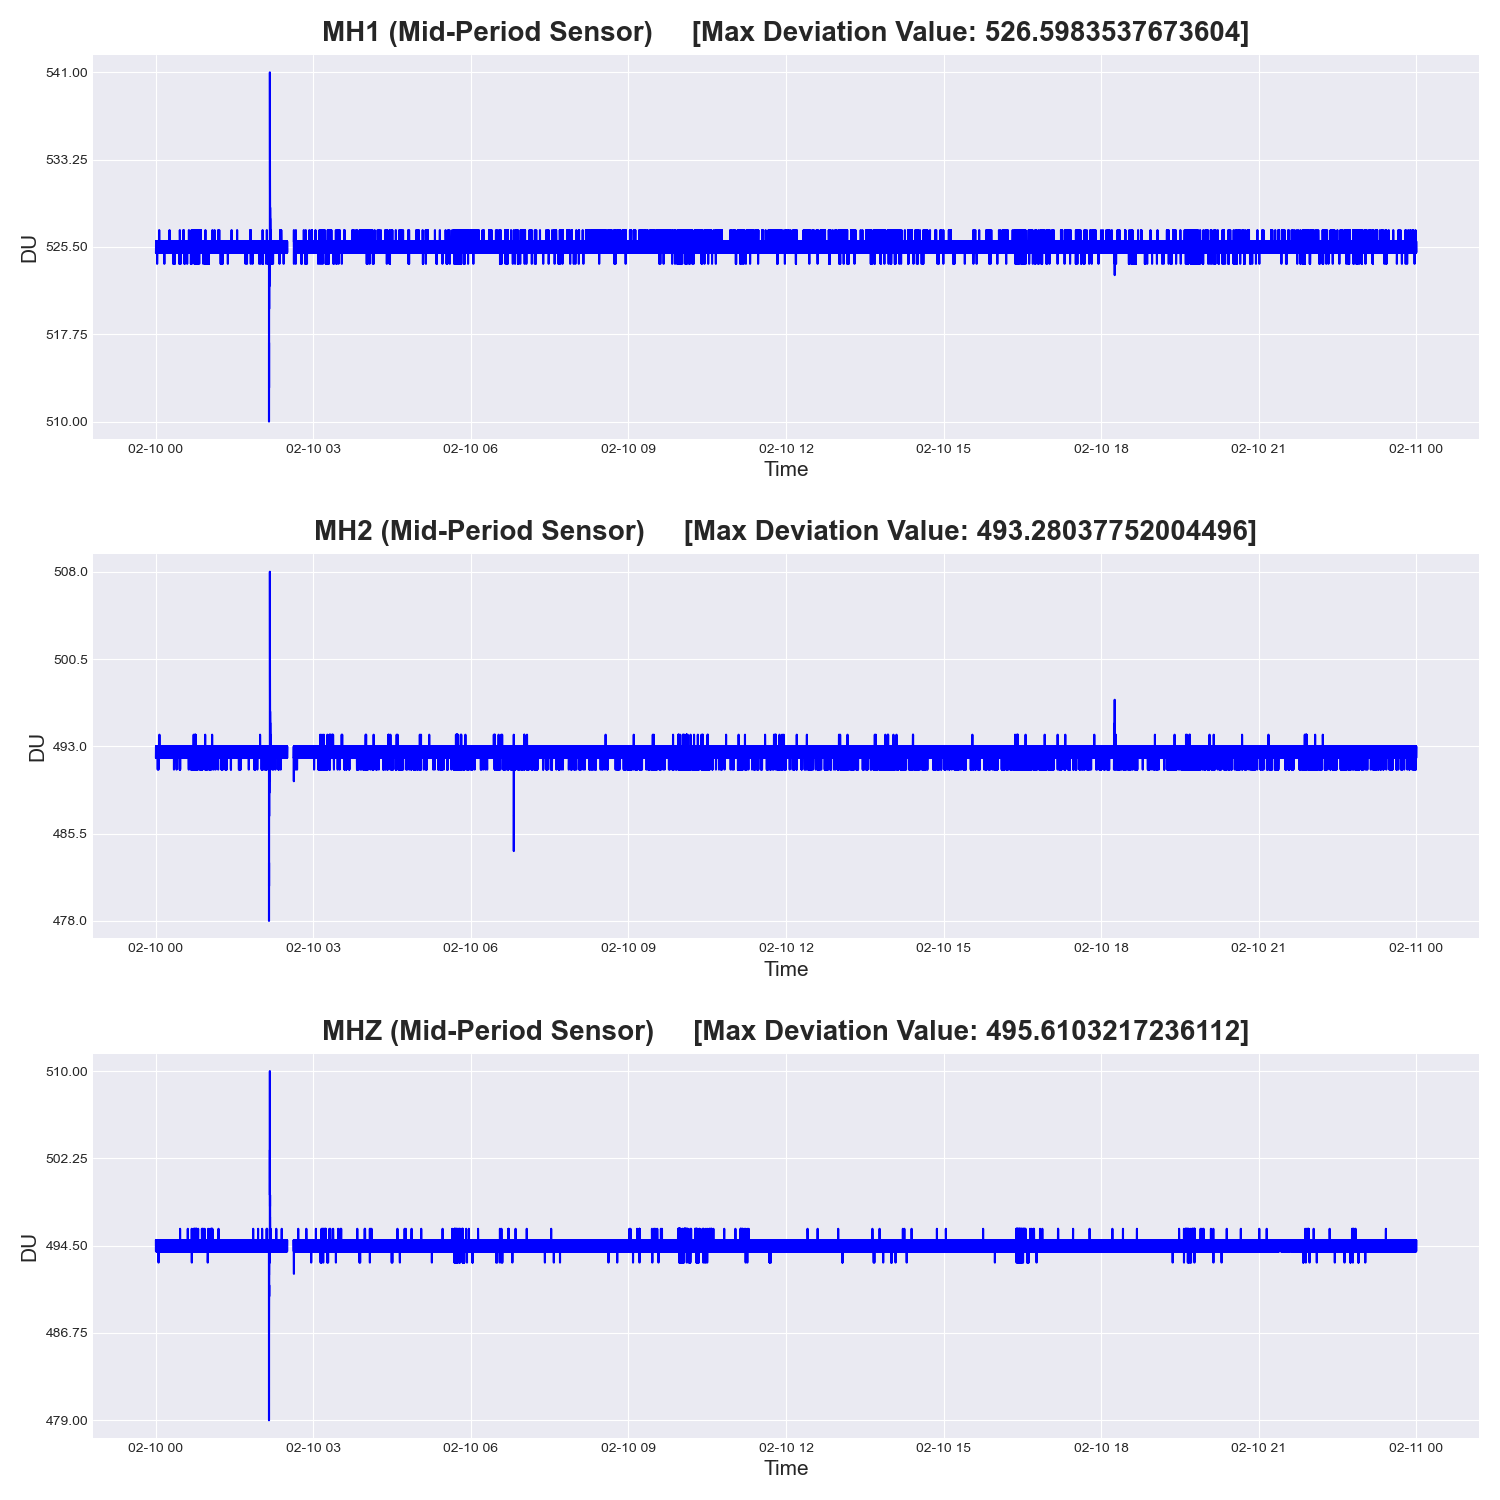 MH1 (Mid-Period Sensor) [Max Deviation Value: 526.5983537673604]
541.00
533.25
525.50
517.75
510.00
DU
02-10 00 02-10 03 02-10 06 02-10 09 02-10 12 02-10 15 02-10 18 02-10 21 02-11 00
Time
MH2 (Mid-Period Sensor) [Max Deviation Value: 493.28037752004496]
508.0
500.5
493.0
485.5
478.0
DU
02-10 00 02-10 03 02-10 06 02-10 09 02-10 12 02-10 15 02-10 18 02-10 21 02-11 00
Time
MHZ (Mid-Period Sensor) [Max Deviation Value: 495.6103217236112]
510.00
502.25
494.50
486.75
479.00
DU
02-10 00 02-10 03 02-10 06 02-10 09 02-10 12 02-10 15 02-10 18 02-10 21 02-11 00
Time